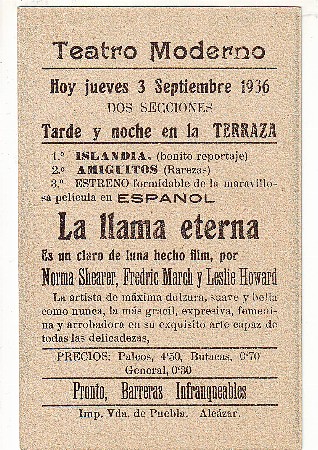 Teatro Moderno
Hoy jueves 3 Septiembre 1936
DOS SECCIONES
Tarde y noche en la TERRAZA
1.º ISLANDIA. (bonito reportaje)
2.º AMIGUITOS (Rarezas)
3.º ESTRENO formidable de la maravillo-
sa película en ESPAÑOL
La llama eterna
Es un claro de luna hecho film, por
Norma Shearer, Fredric March y Leslie Howard
La artista de máxima dulzura, suave y bella
como nunca, la más gracil, expresiva, femeni-
na y arrobadora en su exquisito arte capaz de
todas las delicadezas,
PRECIOS: Palcos, 4'50, Butacas, 0'70
General, 0'30
Pronto, Barreras Infranqueables
Imp. Vda. de Puebla. Alcázar.